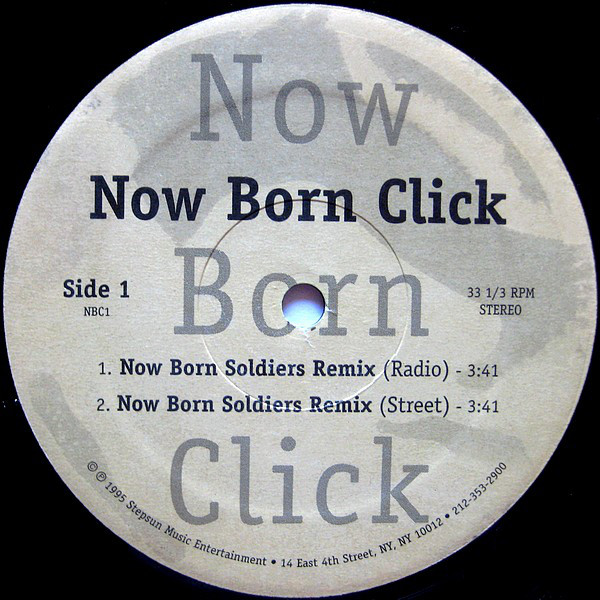 Now
Now Born Click
Born
Side 1
NBC1
33 1/3 RPM
STEREO
1. Now Born Soldiers Remix (Radio) - 3:41
2. Now Born Soldiers Remix (Street) - 3:41
Click
© ℗ 1995 Stepsun Music Entertainment • 14 East 4th Street, NY, NY 10012 • 212-353-2900